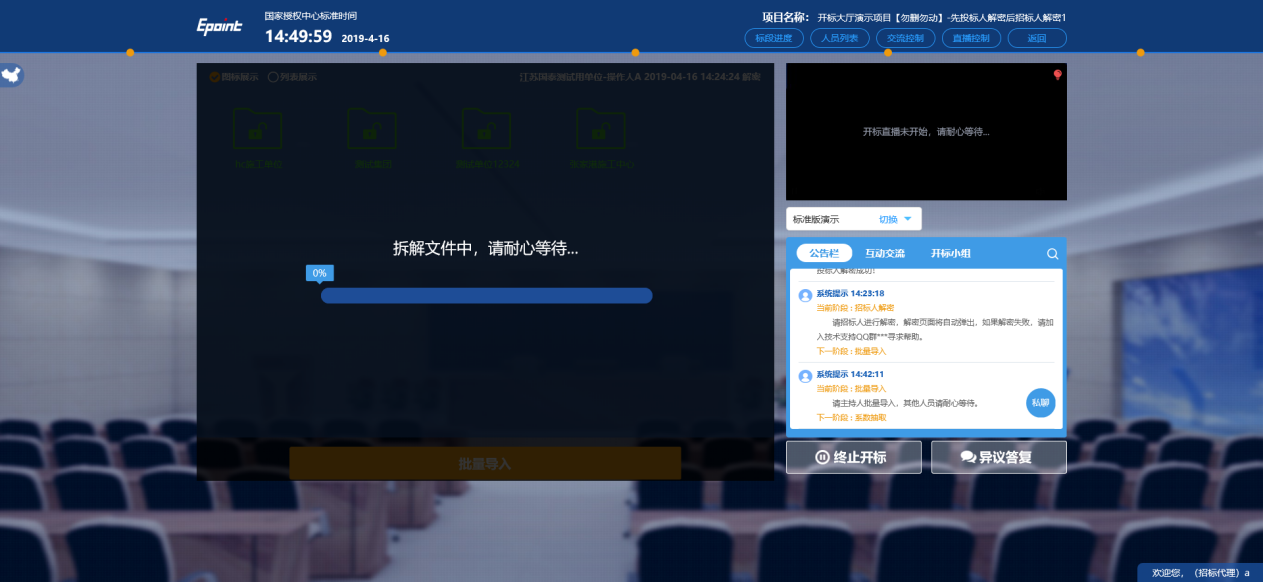 Epoint
国家授权中心标准时间
14:49:59 2019-4-16
项目名称： 开标大厅演示项目【勿删勿动】-先投标人解密后招标人解密1
标段进度 人员列表 交流控制 直播控制 返回
图标展示 列表展示
江苏国泰测试用单位-操作人A 2019-04-16 14:24:24 解密
拆解文件中，请耐心等待...
0%
批量导入
开标直播未开始，请耐心等待...
标准版演示 切换
公告栏 互动交流 开标小组
投标人解密成功！
系统提示 14:23:18
当前阶段：招标人解密
请招标人进行解密，解密页面将自动弹出，如果解密失败，请加
入技术支持QQ群***寻求帮助。
下一阶段：批量导入
系统提示 14:42:11
当前阶段：批量导入
请主持人批量导入，其他人员请耐心等待。
下一阶段：系数抽取
私聊
终止开标 异议答复
欢迎您，（招标代理）a